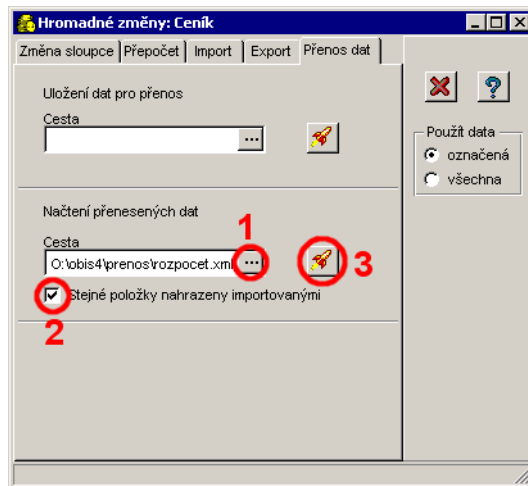 Hromadné změny: Ceník
Změna sloupce Přepočet Import Export Přenos dat
Uložení dat pro přenos
Cesta
...
Použít data
označená
všechna
Načtení přenesených dat
1
Cesta
O:\obis4\prenos\rozpocet.xml ...
3
Stejné položky nahrazeny importovanými
2